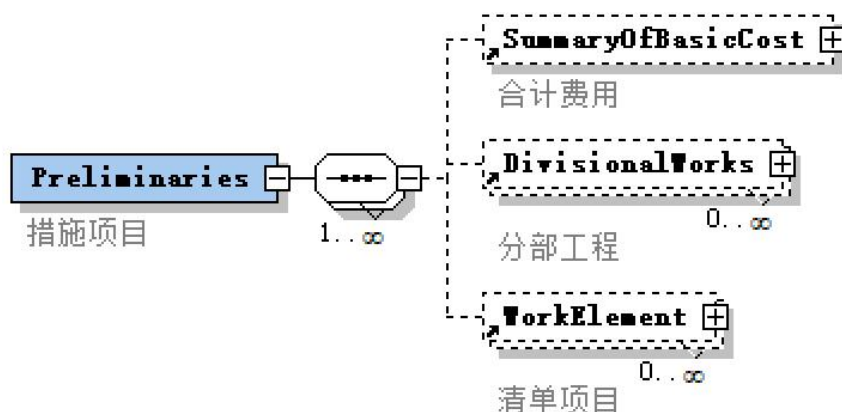 SummaryOfBasicCost
合计费用
Preliminaries
措施项目
1..∞
DivisionalWorks
0..∞
分部工程
WorkElement
0..∞
清单项目